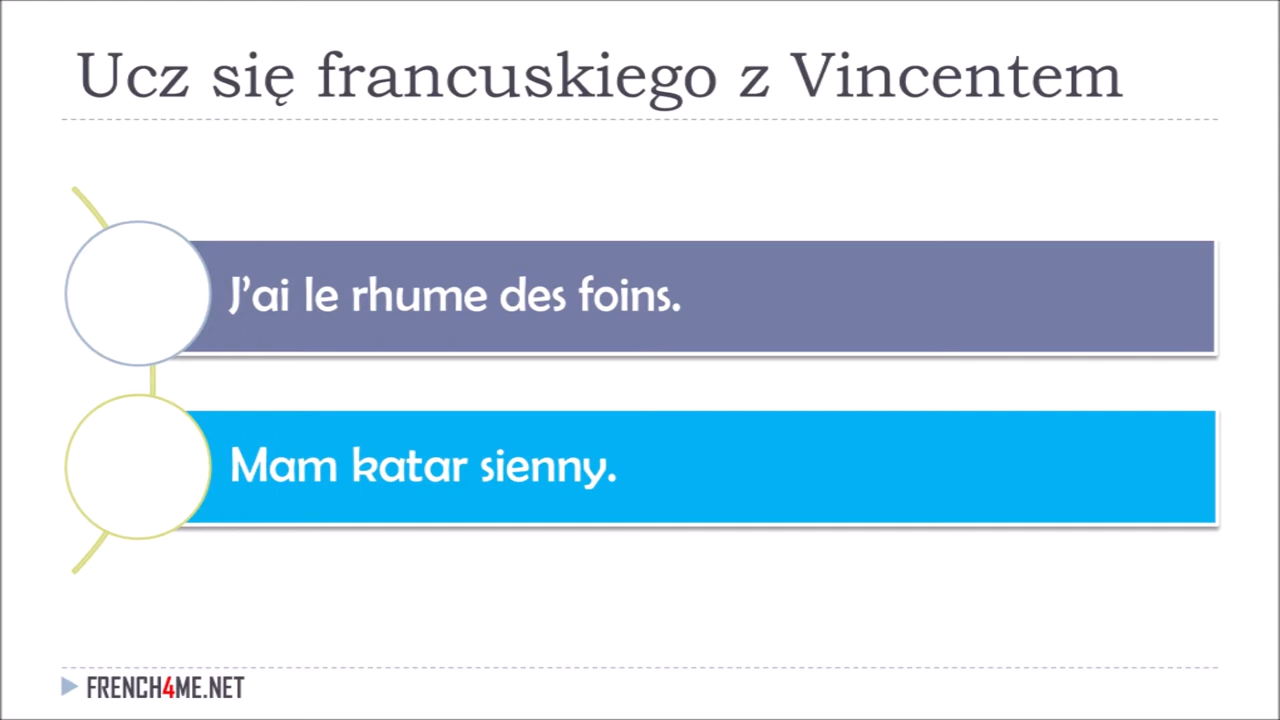 Ucz się francuskiego z Vincentem
J'ai le rhume des foins.
Mam katar sienny.
FRENCH4ME.NET